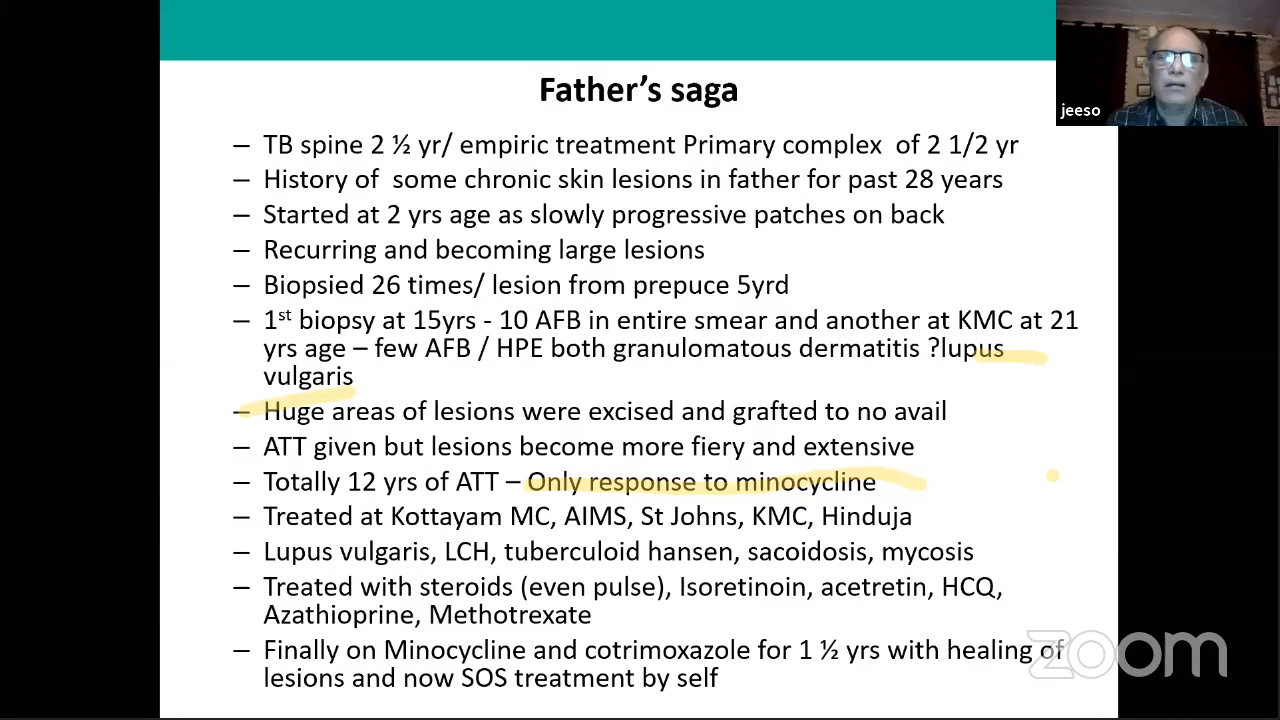 Father's saga
jeeso
– TB spine 2 ½ yr/ empiric treatment Primary complex of 2 1/2 yr
– History of some chronic skin lesions in father for past 28 years
– Started at 2 yrs age as slowly progressive patches on back
– Recurring and becoming large lesions
– Biopsied 26 times/ lesion from prepuce 5yrd
– 1st biopsy at 15yrs - 10 AFB in entire smear and another at KMC at 21
yrs age – few AFB / HPE both granulomatous dermatitis ?lupus
vulgaris
– Huge areas of lesions were excised and grafted to no avail
– ATT given but lesions become more fiery and extensive
– Totally 12 yrs of ATT – Only response to minocycline
– Treated at Kottayam MC, AIMS, St Johns, KMC, Hinduja
– Lupus vulgaris, LCH, tuberculoid hansen, sacoidosis, mycosis
– Treated with steroids (even pulse), Isoretinoin, acetretin, HCQ,
Azathioprine, Methotrexate
– Finally on Minocycline and cotrimoxazole for 1 ½ yrs with healing of
lesions and now SOS treatment by self
zoom